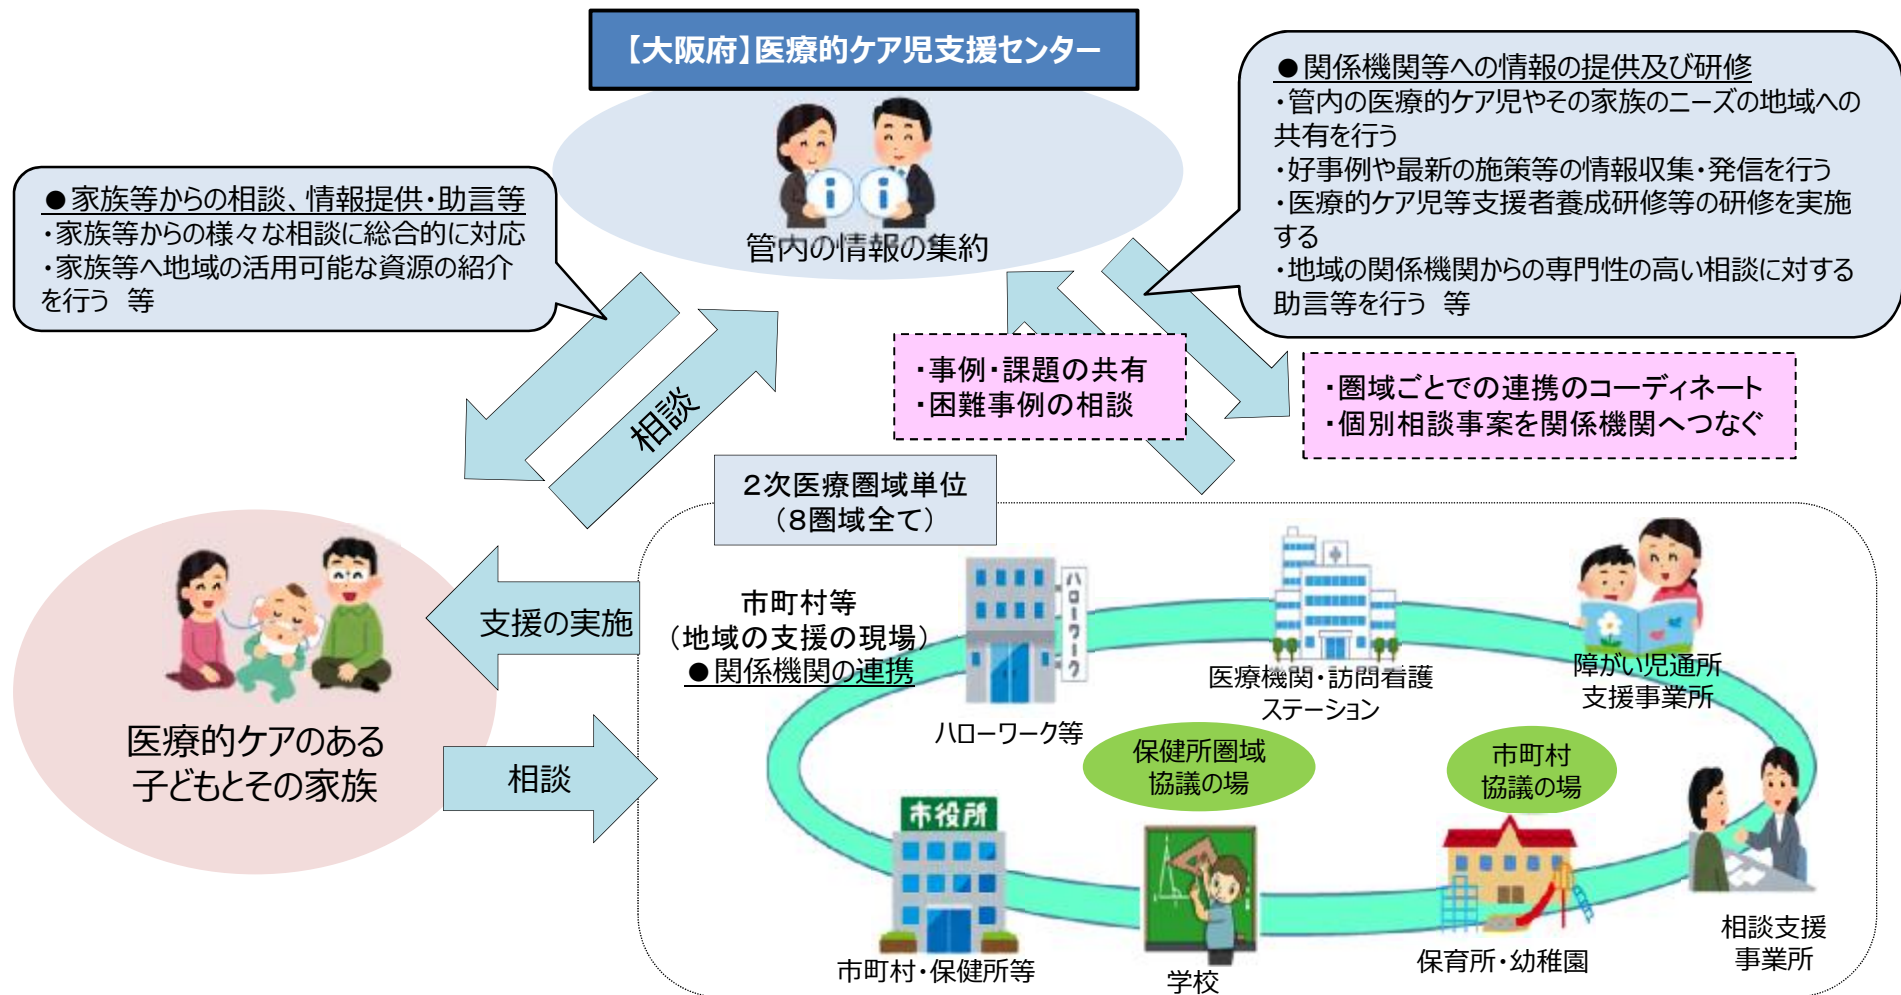 【大阪府】医療的ケア児支援センター
管内の情報の集約
●家族等からの相談、情報提供・助言等
・家族等からの様々な相談に総合的に対応
・家族等へ地域の活用可能な資源の紹介
を行う 等
●関係機関等への情報の提供及び研修
・管内の医療的ケア児やその家族のニーズの地域への
共有を行う
・好事例や最新の施策等の情報収集・発信を行う
・医療的ケア児等支援者養成研修等の研修を実施
する
・地域の関係機関からの専門性の高い相談に対する
助言等を行う 等
相談
・事例・課題の共有
・困難事例の相談
・圏域ごとでの連携のコーディネート
・個別相談事案を関係機関へつなぐ
2次医療圏域単位
(8圏域全て)
支援の実施
相談
医療的ケアのある
子どもとその家族
市町村等
(地域の支援の現場)
●関係機関の連携
ハローワーク
ハローワーク等
医療機関・訪問看護
ステーション
障がい児通所
支援事業所
保健所圏域
協議の場
市町村
協議の場
市役所
市町村・保健所等
学校
保育所・幼稚園
相談支援
事業所